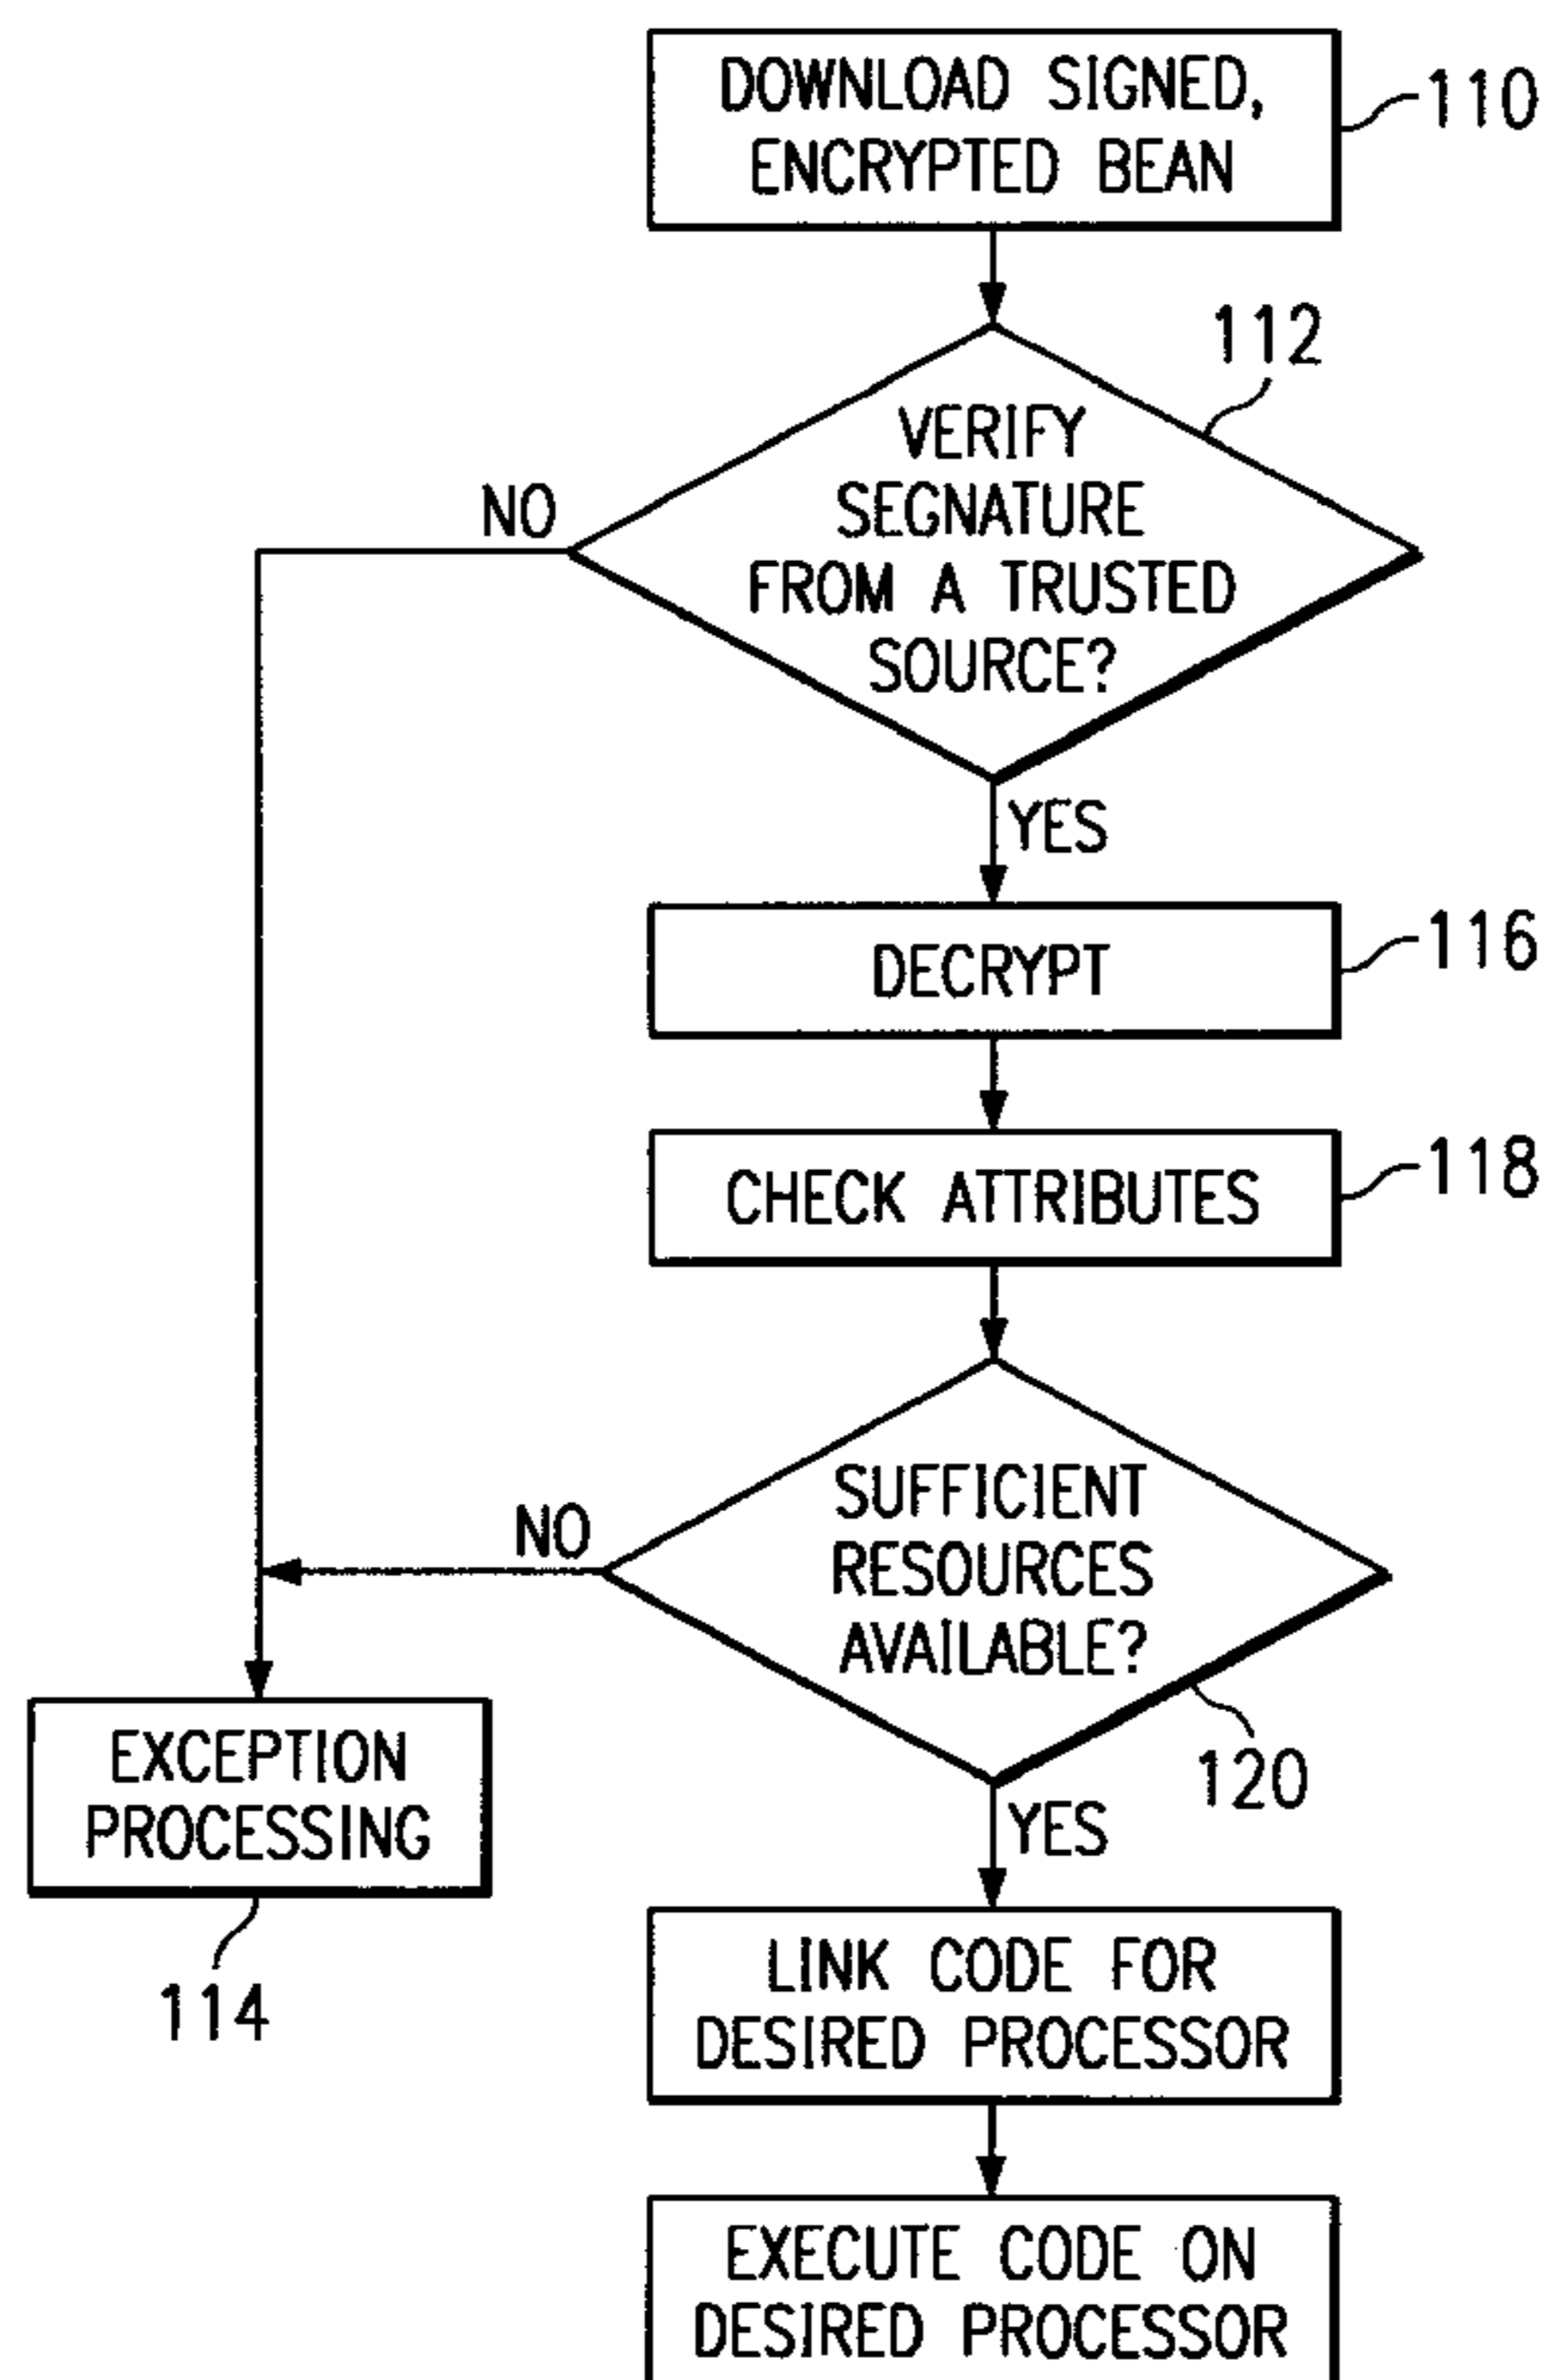 DOWNLOAD SIGNED,
ENCRYPTED BEAN
110
112
VERIFY
SEGNATURE
FROM A TRUSTED
SOURCE?
NO
YES
DECRYPT
116
CHECK ATTRIBUTES
118
SUFFICIENT
RESOURCES
AVAILABLE?
NO
120
YES
EXCEPTION
PROCESSING
114
LINK CODE FOR
DESIRED PROCESSOR
EXECUTE CODE ON
DESIRED PROCESSOR